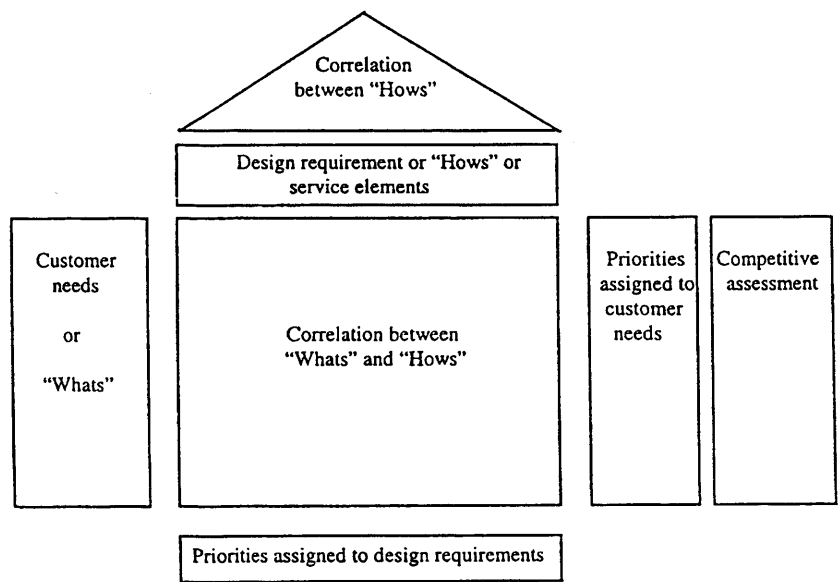 Correlation
between “Hows”
Design requirement or “Hows” or
service elements
Customer
needs
or
“Whats”
Correlation between
“Whats” and “Hows”
Priorities
assigned to
customer
needs
Competitive
assessment
Priorities assigned to design requirements